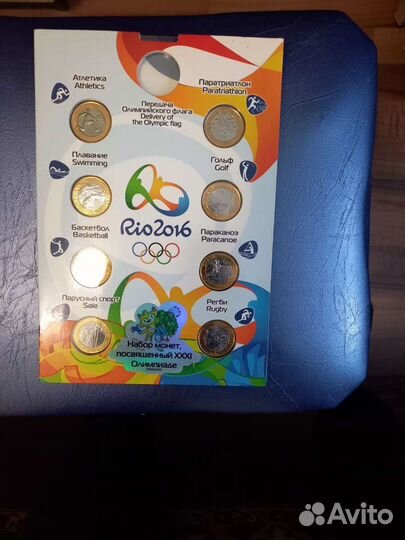 Атлетика
Athletics
Паратриатлон
Paratriathlon
Передача
Олимпийского флага
Delivery of
the Olympic flag
Плавание
Swimming
Гольф
Golf
Баскетбол
Basketball
Rio2016
Параканоэ
Paracanoe
Парусный спорт
Sale
Регби
Rugby
Набор монет,
посвященный XXXI
Олимпиаде
Avito